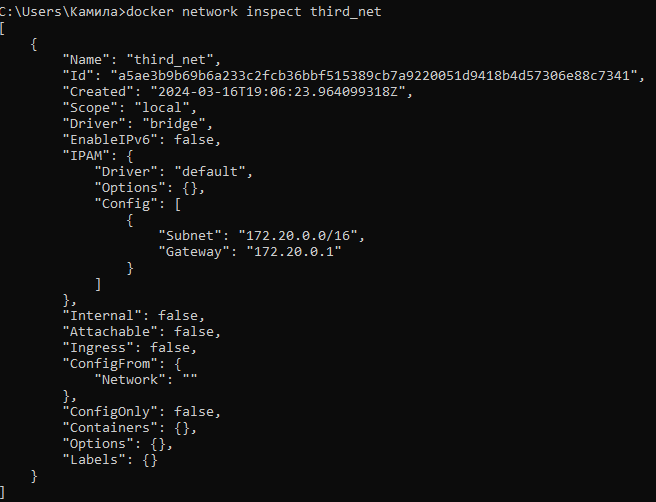 C:\Users\Камила>docker network inspect third_net
[
    {
        "Name": "third_net",
        "Id": "a5ae3b9b69b6a233c2fcb36bbf515389cb7a9220051d9418b4d57306e88c7341",
        "Created": "2024-03-16T19:06:23.964099318Z",
        "Scope": "local",
        "Driver": "bridge",
        "EnableIPv6": false,
        "IPAM": {
            "Driver": "default",
            "Options": {},
            "Config": [
                {
                    "Subnet": "172.20.0.0/16",
                    "Gateway": "172.20.0.1"
                }
            ]
        },
        "Internal": false,
        "Attachable": false,
        "Ingress": false,
        "ConfigFrom": {
            "Network": ""
        },
        "ConfigOnly": false,
        "Containers": {},
        "Options": {},
        "Labels": {}
    }
]